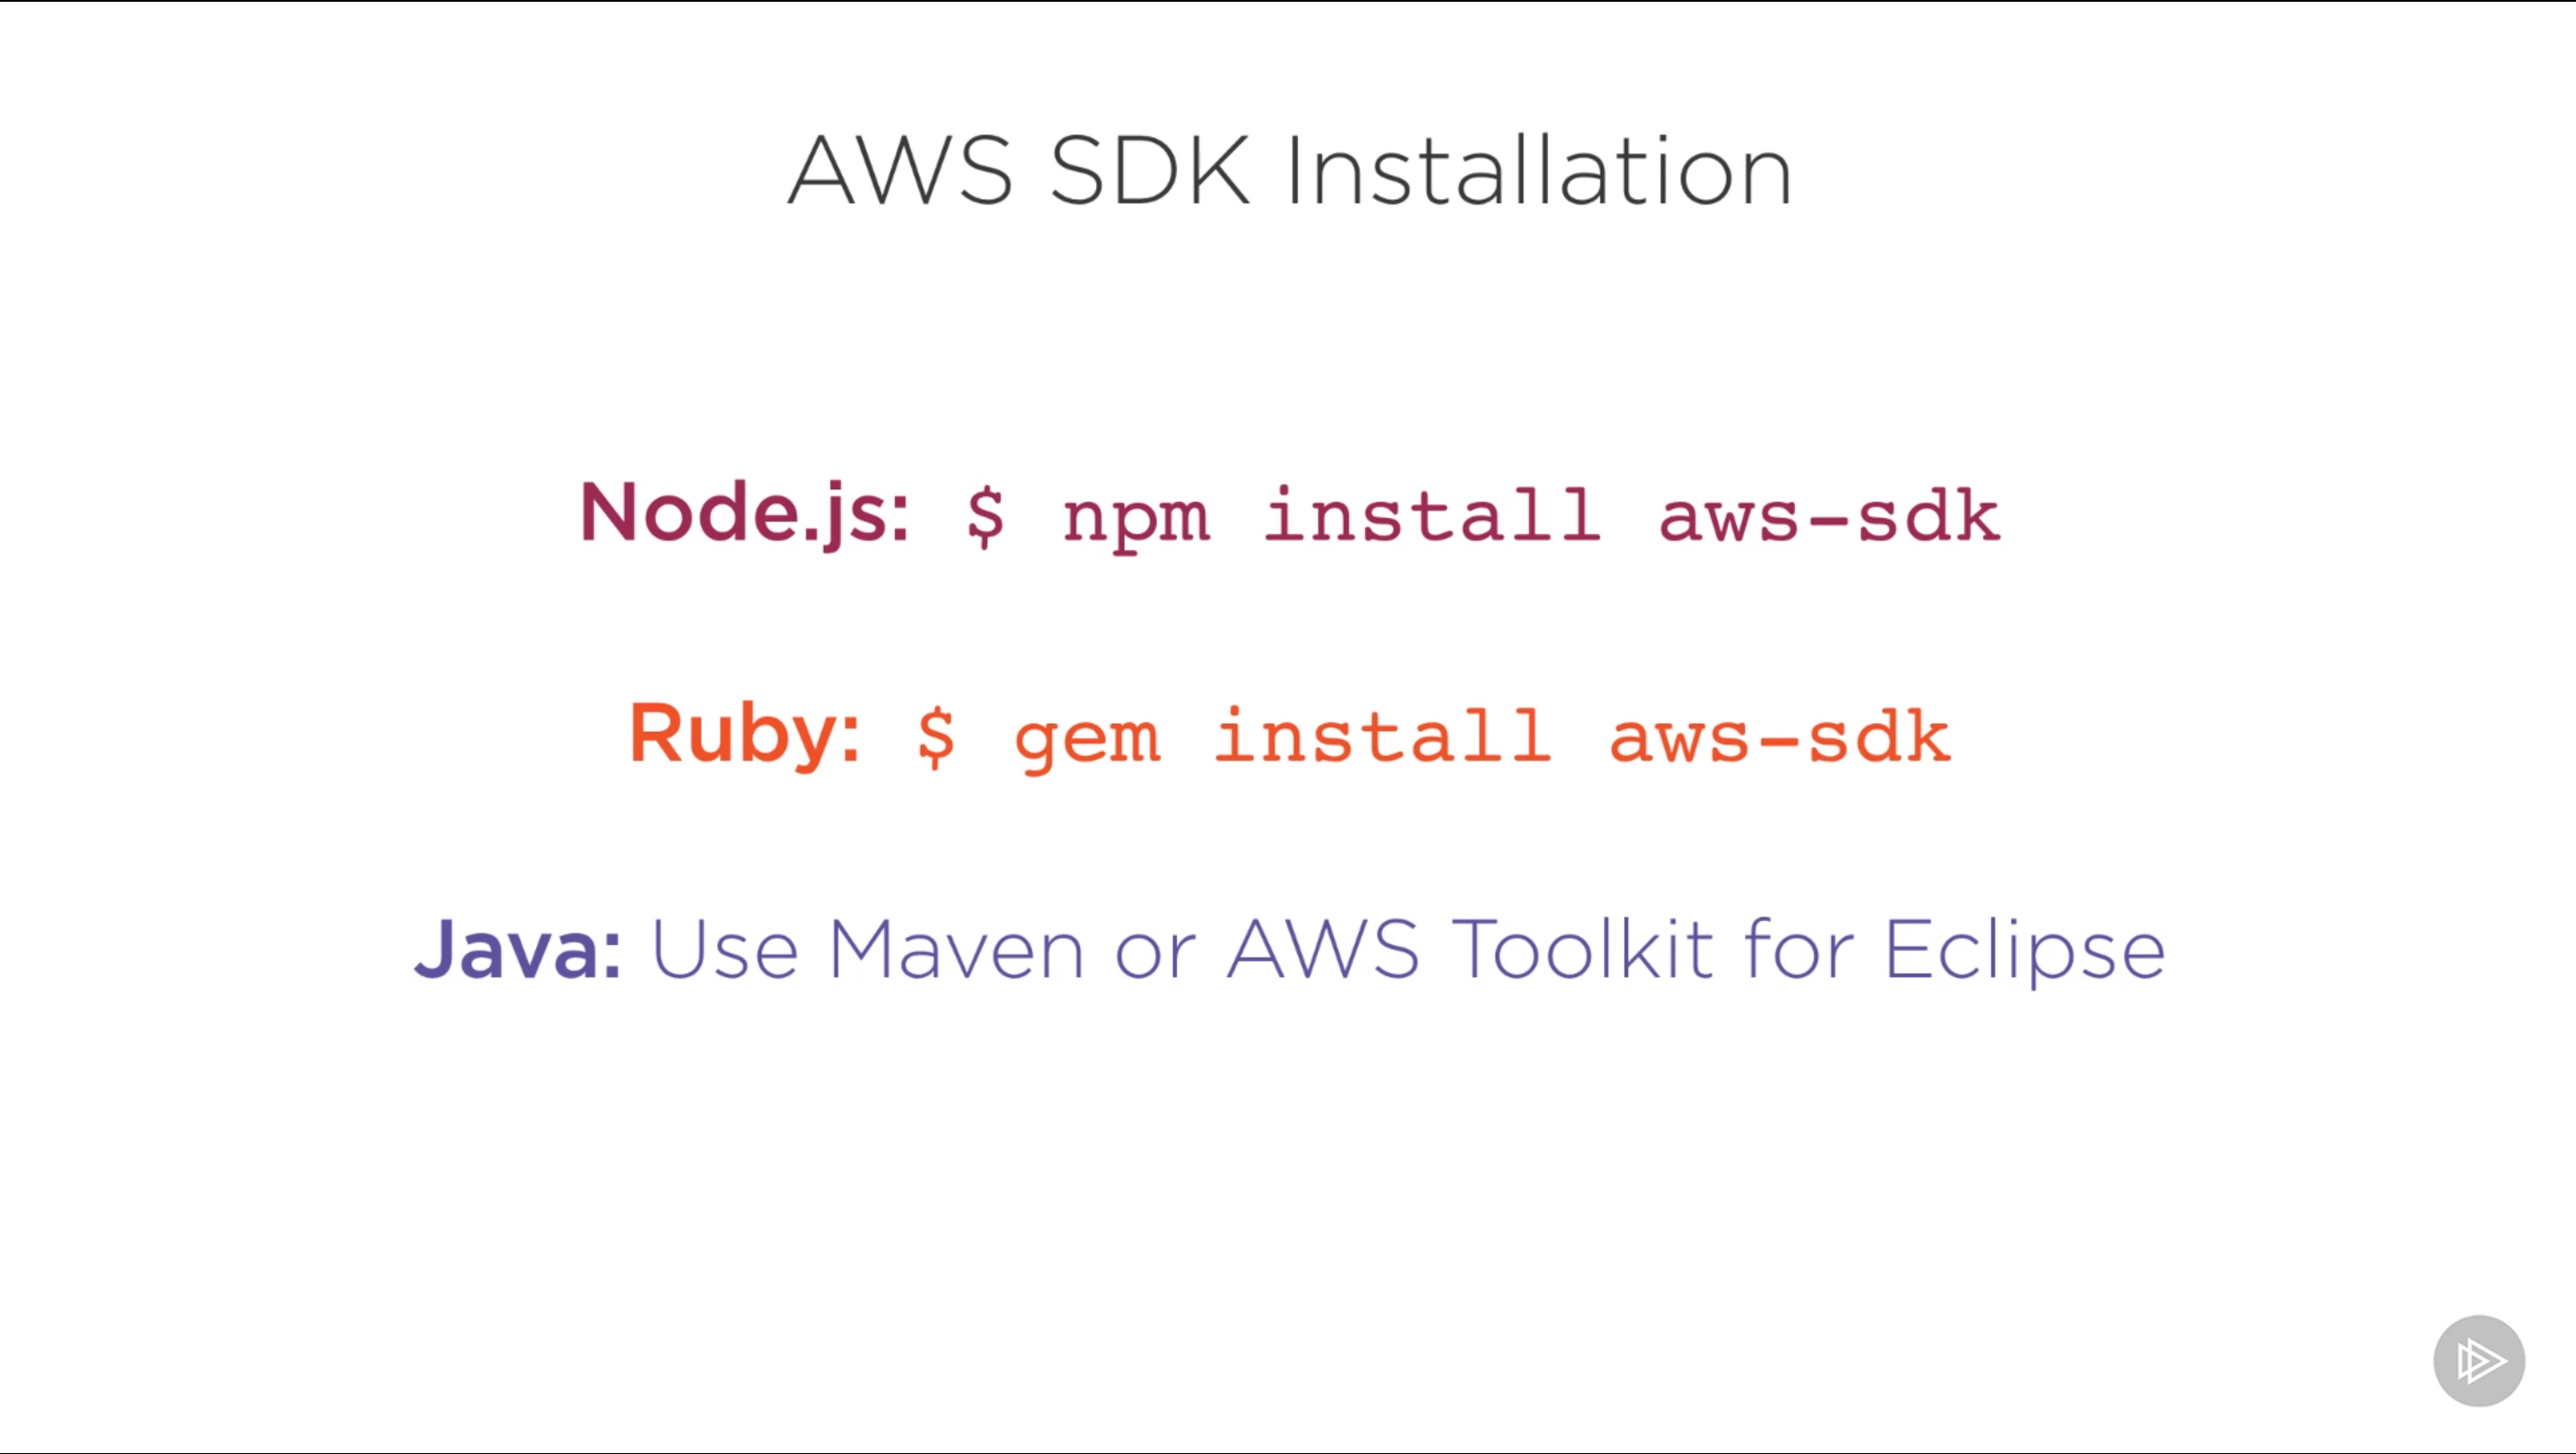 AWS SDK Installation
Node.js: $ npm install aws-sdk
Ruby: $ gem install aws-sdk
Java: Use Maven or AWS Toolkit for Eclipse